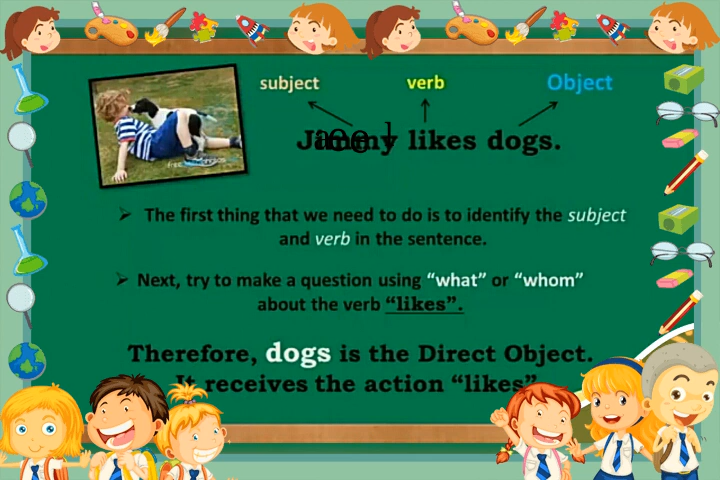 subject verb Object
likes dogs.
➢ The first thing that we need to do is to identify the subject
and verb in the sentence.
➢ Next, try to make a question using “what” or “whom”
about the verb “likes”.
Therefore, dogs is the Direct Object.
It receives the action “likes”